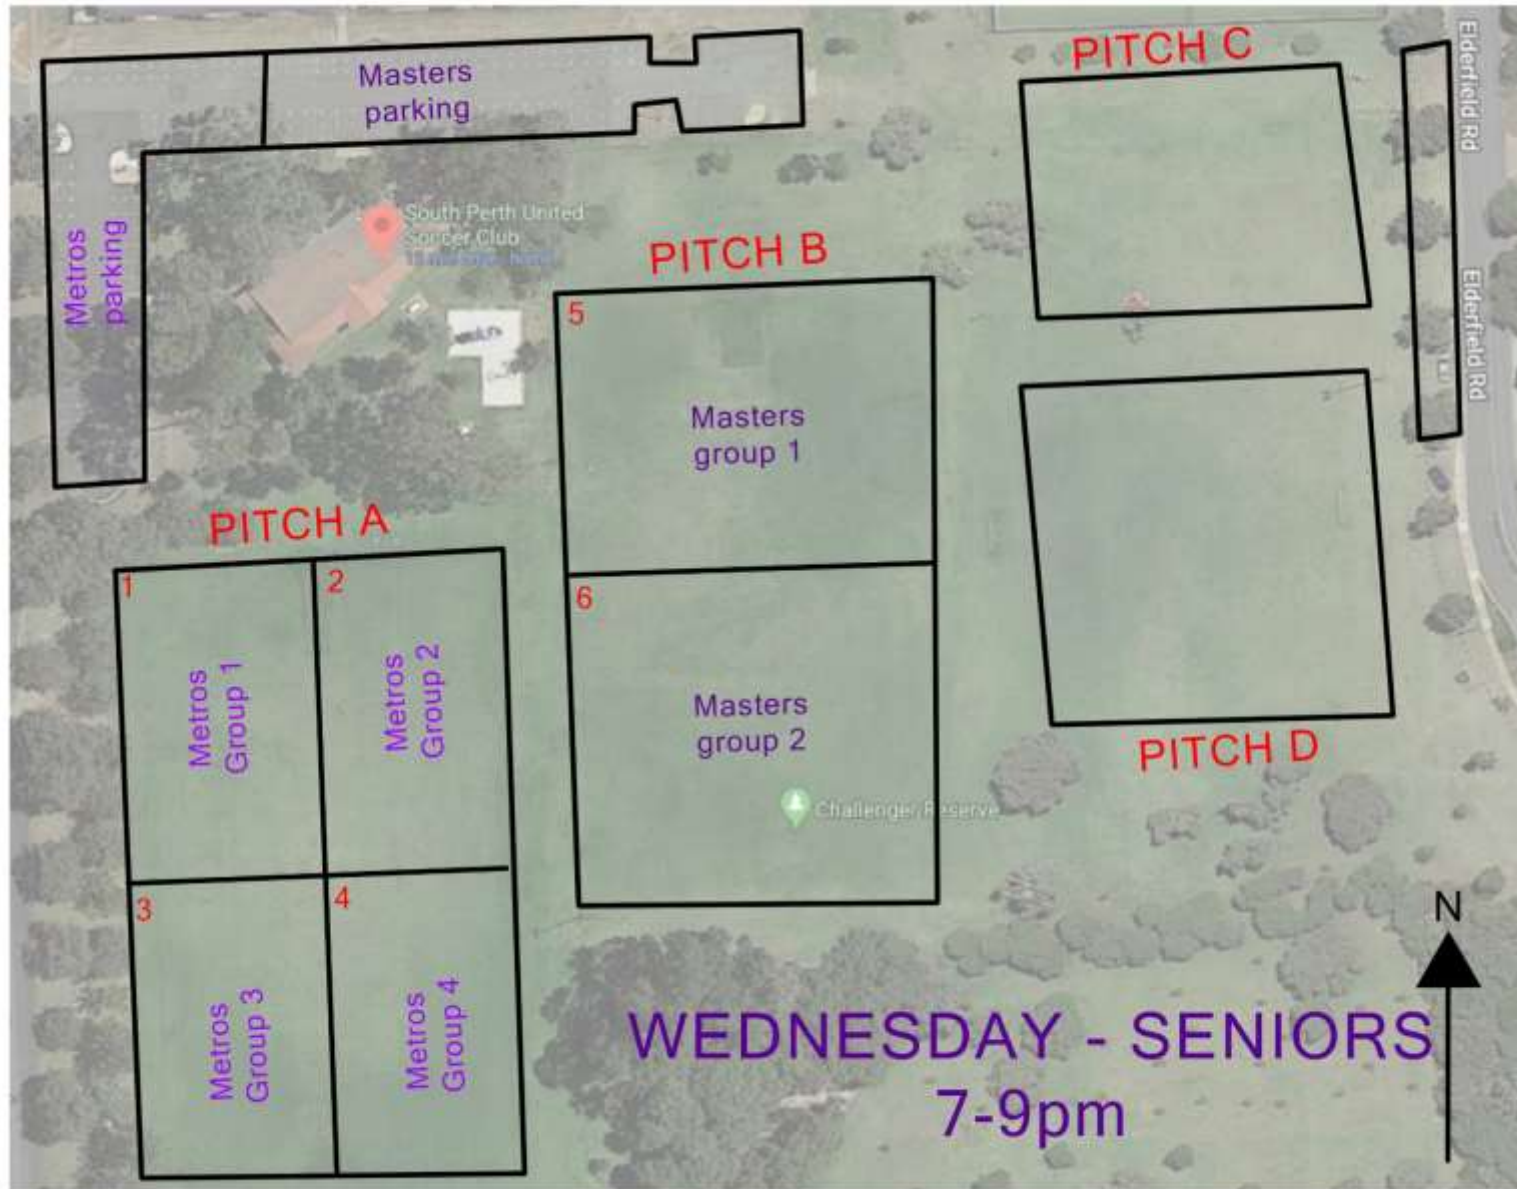 Masters
parking
PITCH C
Elderfield Rd
South Perth United
Soccer Club
Metros
parking
PITCH B
5
Elderfield Rd
Masters
group 1
PITCH A
1
2
6
Metros
Group 1
Metros
Group 2
Masters
group 2
PITCH D
Challenger Reserve
3
4
N
Metros
Group 3
Metros
Group 4
WEDNESDAY - SENIORS
7-9pm